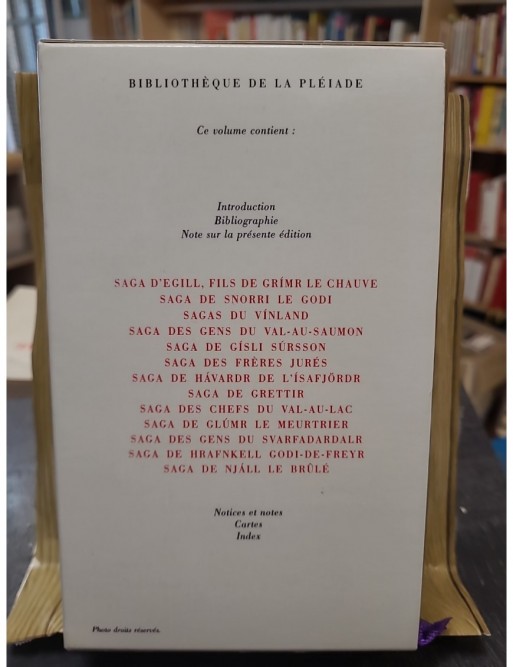 BIBLIOTHÈQUE DE LA PLÉIADE
Ce volume contient :
Introduction
Bibliographie
Note sur la présente édition
SAGA D'EGILL, FILS DE GRÍMR LE CHAUVE
SAGA DE SNORRI LE GODI
SAGAS DU VÍNLAND
SAGA DES GENS DU VAL-AU-SAUMON
SAGA DE GÍSLI SÚRSSON
SAGA DES FRÈRES JURÉS
SAGA DE HÁVARDR DE L'ÍSAFJÖRDR
SAGA DE GRETTIR
SAGA DES CHEFS DU VAL-AU-LAC
SAGA DE GLÚMR LE MEURTRIER
SAGA DES GENS DU SVARFADARDALR
SAGA DE HRAFNKELL GODI-DE-FREYR
SAGA DE NJÁLL LE BRÛLÉ
Notices et notes
Cartes
Index
Photo droits réservés.